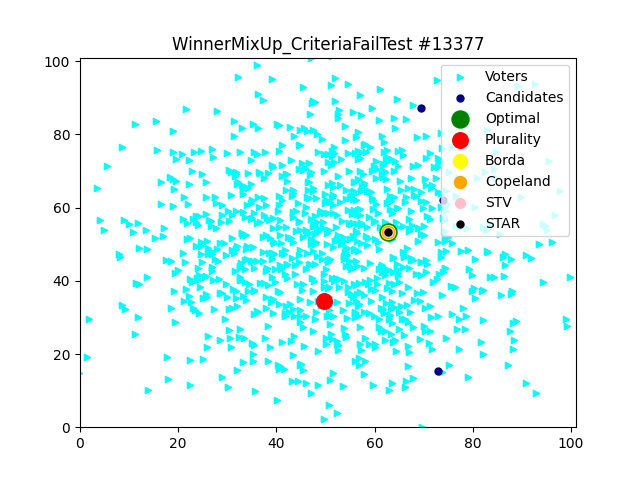 WinnerMixUp_CriteriaFailTest #13377
Voters
Candidates
Optimal
Plurality
Borda
Copeland
STV
STAR
100
80
60
40
20
0
0 20 40 60 80 100